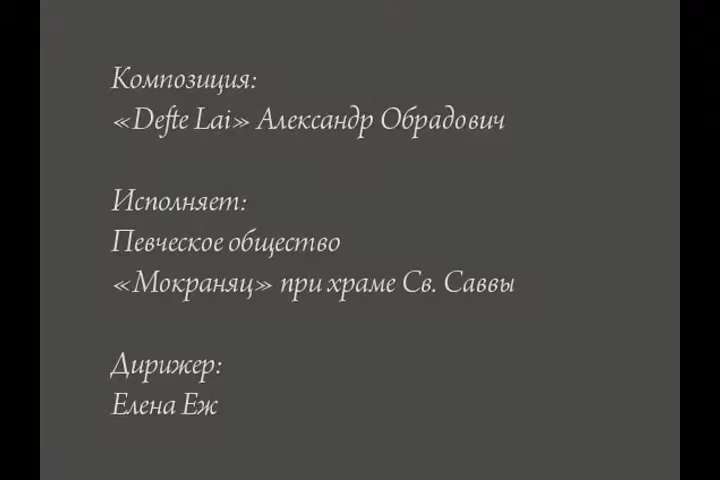 Композиция:
«Defte Lai» Александр Обрадович
Исполняет:
Певческое общество
«Мокраняц» при храме Св. Саввы
Дирижер:
Елена Еж